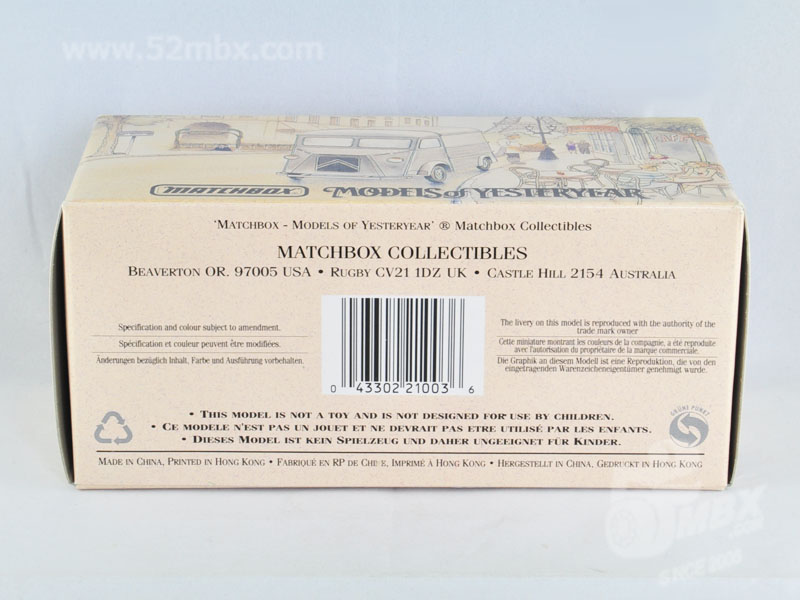 www.52mbx.com
MATCHBOX MODELS OF YESTERYEAR
'MATCHBOX - MODELS OF YESTERYEAR' ® MATCHBOX COLLECTIBLES
MATCHBOX COLLECTIBLES
BEAVERTON OR. 97005 USA • RUGBY CV21 1DZ UK • CASTLE HILL 2154 AUSTRALIA
Specification and colour subject to amendment.
Spécification et couleur peuvent être modifiées.
Änderungen bezüglich Inhalt, Farbe und Ausführung vorbehalten.
0 43302 21003 6
The livery on this model is reproduced with the authority of the
trade mark owner
Cette miniature montrant les couleurs de la compagnie, a été reproduite
avec l'autorisation du propriétaire de la marque commerciale.
Die Graphik an diesem Modell ist eine Reproduktion, die von den
eingetragenden Warenzeicheneigentümer genehmigt wurde.
GRÜNE PUNKT
• THIS MODEL IS NOT A TOY AND IS NOT DESIGNED FOR USE BY CHILDREN.
• CE MODELE N'EST PAS UN JOUET ET NE DEVRAIT PAS ETRE UTILISÉ PAR LES ENFANTS.
• DIESES MODEL IST KEIN SPIELZEUG UND DAHER UNGEEIGNET FÜR KINDER.
MADE IN CHINA, PRINTED IN HONG KONG • FABRIQUÉ EN RP DE CHINE, IMPRIMÉ À HONG KONG • HERGESTELLT IN CHINA, GEDRUCKT IN HONG KONG
52MBX
.COM
SINCE 2006